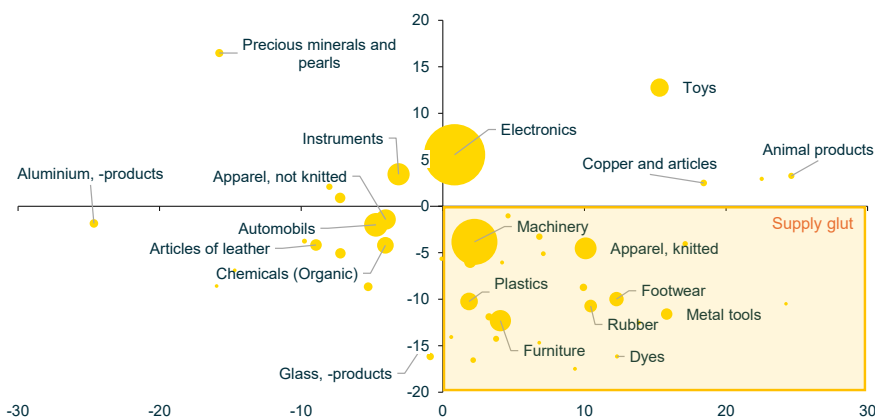 20
Precious minerals and
pearls
15
Toys
10
Instruments
Electronics
5
Aluminium, -products
Apparel, not knitted
Copper and articles
Animal products
0
Supply glut
Automobils
Machinery
Articles of leather
-5
Apparel, knitted
Chemicals (Organic)
Plastics
Footwear
-10
Rubber
Metal tools
-15
Furniture
Dyes
Glass, -products
-20
-30
-20
-10
0
10
20
30